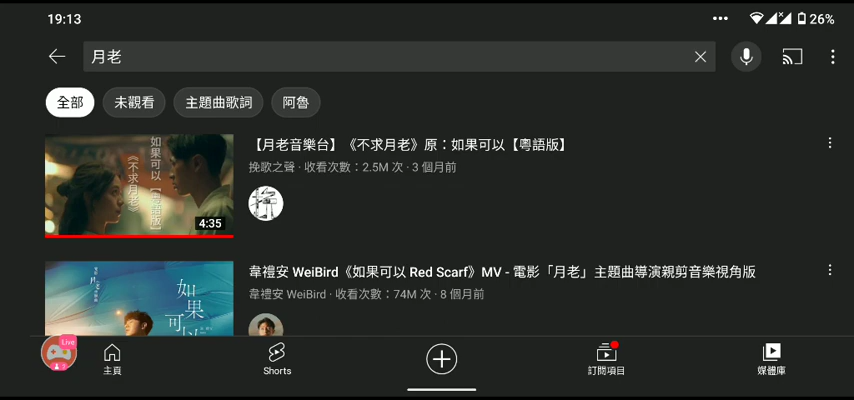 19:13
26%
月老
全部
未觀看
主題曲歌詞
阿魯
如果可以【粵語版】
《不求月老》
4:35
【月老音樂台】《不求月老》原：如果可以【粵語版】
挽歌之聲 · 收看次數：2.5M 次 · 3 個月前
如果
可以
韋禮安 WeiBird《如果可以 Red Scarf》MV - 電影「月老」主題曲導演親剪音樂視角版
韋禮安 WeiBird · 收看次數：74M 次 · 8 個月前
Live
主頁
Shorts
訂閱項目
媒體庫